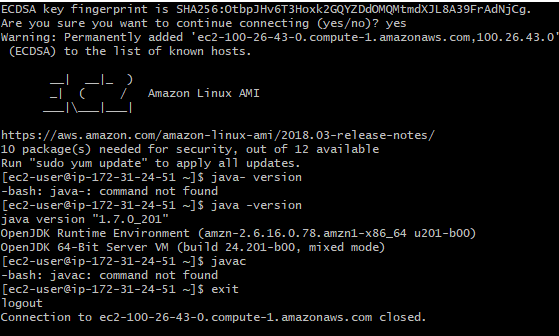 ECDSA key fingerprint is SHA256:OtbpJHv6T3Hoxk2GQYZDdOMQMtmdXJL8A39FrAdNjCg.
Are you sure you want to continue connecting (yes/no)? yes
Warning: Permanently added 'ec2-100-26-43-0.compute-1.amazonaws.com,100.26.43.0'
 (ECDSA) to the list of known hosts.

       __|  __|_  )
       _|  (     /   Amazon Linux AMI
      ___|\___|___|

https://aws.amazon.com/amazon-linux-ami/2018.03-release-notes/
10 package(s) needed for security, out of 12 available
Run "sudo yum update" to apply all updates.
[ec2-user@ip-172-31-24-51 ~]$ java- version
-bash: java-: command not found
[ec2-user@ip-172-31-24-51 ~]$ java -version
java version "1.7.0_201"
OpenJDK Runtime Environment (amzn-2.6.16.0.78.amzn1-x86_64 u201-b00)
OpenJDK 64-Bit Server VM (build 24.201-b00, mixed mode)
[ec2-user@ip-172-31-24-51 ~]$ javac
-bash: javac: command not found
[ec2-user@ip-172-31-24-51 ~]$ exit
logout
Connection to ec2-100-26-43-0.compute-1.amazonaws.com closed.